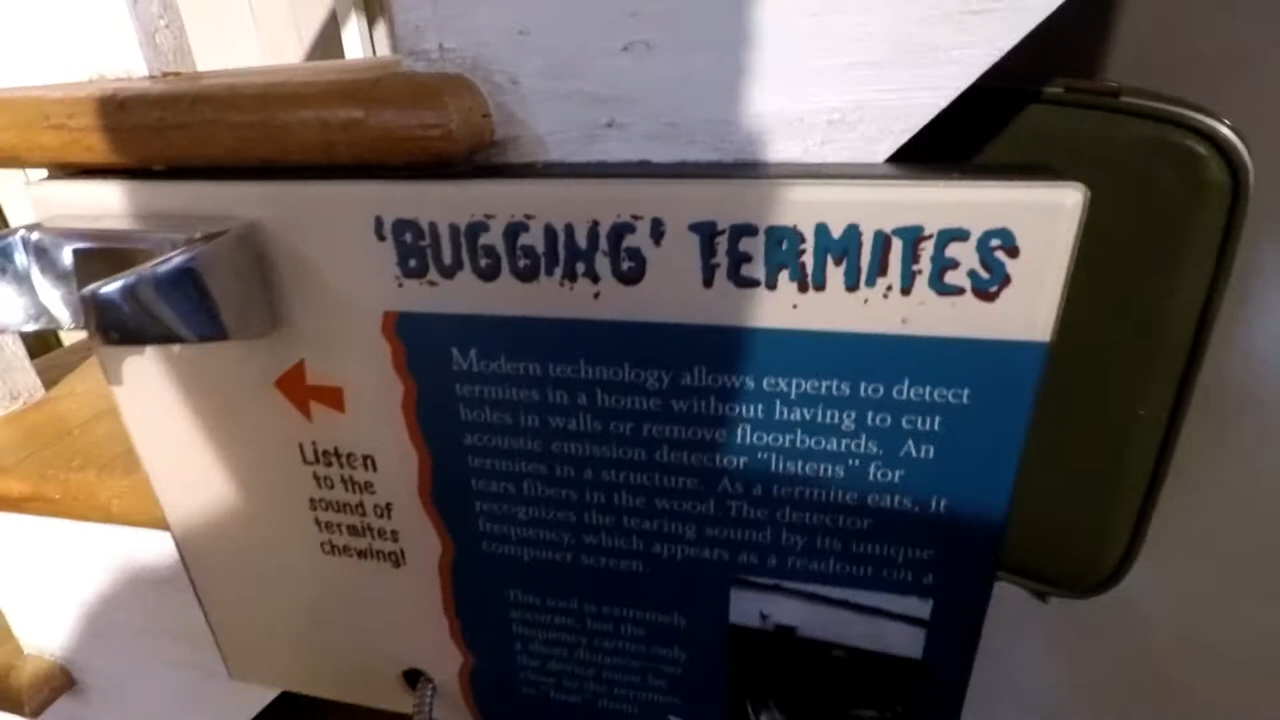 'BUGGING' TERMITES
Modern technology allows experts to detect
termites in a home without having to cut
holes in walls or remove floorboards. An
acoustic emission detector "listens" for
termites in a structure. As a termite eats, it
tears fibers in the wood. The detector
recognizes the tearing sound by its unique
frequency, which appears as a readout on a
computer screen.
Listen
to the
sound of
termites
chewing!
This tool is extremely
accurate, but the
frequency carries only
a short distance—so
the device must be
close to the termites
to "hear" them.